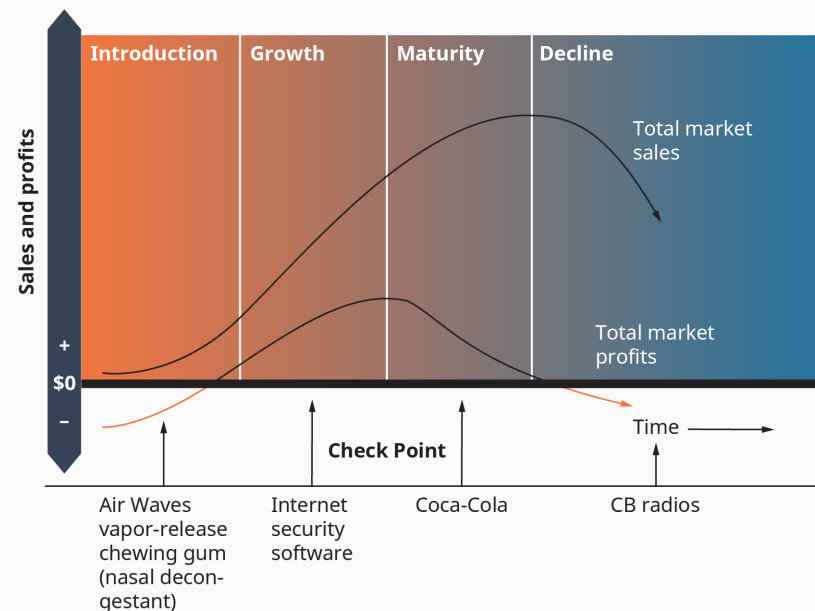 Introduction
Growth
Maturity
Decline
Total market
sales
Sales and profits
Total market
profits
+
$0
–
Time
Check Point
Air Waves
vapor-release
chewing gum
(nasal decon-
gestant)
Internet
security
software
Coca-Cola
CB radios